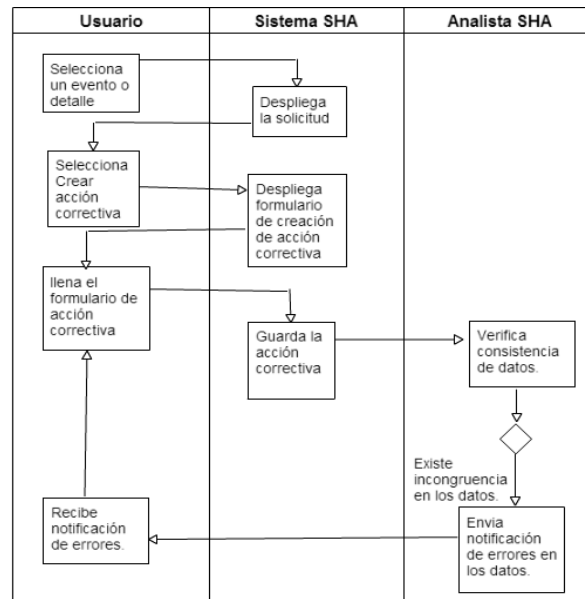 Usuario
Sistema SHA
Analista SHA
Selecciona
un evento o
detalle
Despliega
la solicitud
Selecciona
Crear
acción
correctiva
Despliega
formulario
de creación
de acción
correctiva
llena el
formulario de
acción
correctiva
Guarda la
acción
correctiva
Verifica
consistencia
de datos.
Existe
incongruencia
en los datos.
Envia
notificación
de errores en
los datos.
Recibe
notificación
de errores.